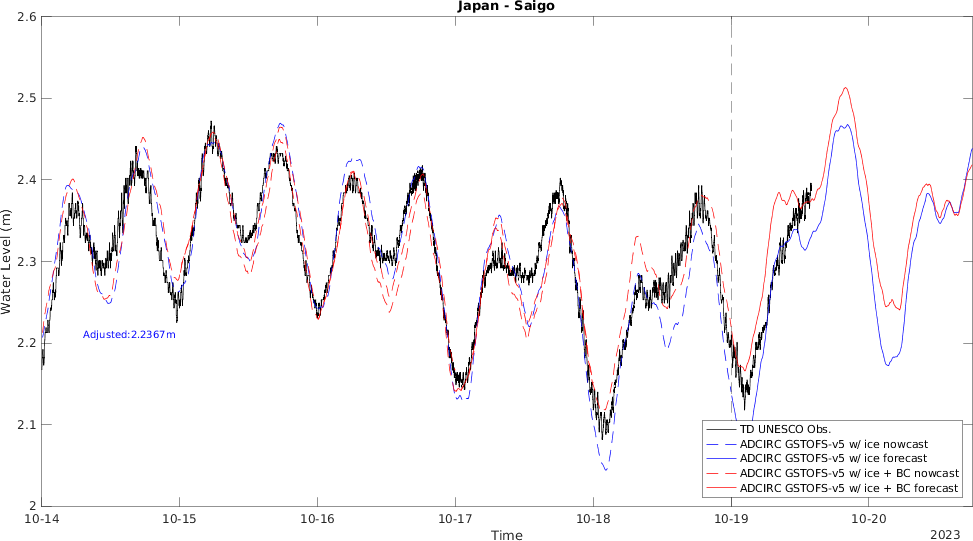 Japan - Saigo
2.6
2.5
2.4
2.3
2.2
2.1
2
Water Level (m)
Adjusted:2.2367m
TD UNESCO Obs.
ADCIRC GSTOFS-v5 w/ ice nowcast
ADCIRC GSTOFS-v5 w/ ice forecast
ADCIRC GSTOFS-v5 w/ ice + BC nowcast
ADCIRC GSTOFS-v5 w/ ice + BC forecast
10-14 10-15 10-16 10-17 10-18 10-19 10-20
Time
2023